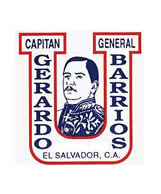 CAPITAN GENERAL
GERARDO
BARRIOS
EL SALVADOR, C.A.